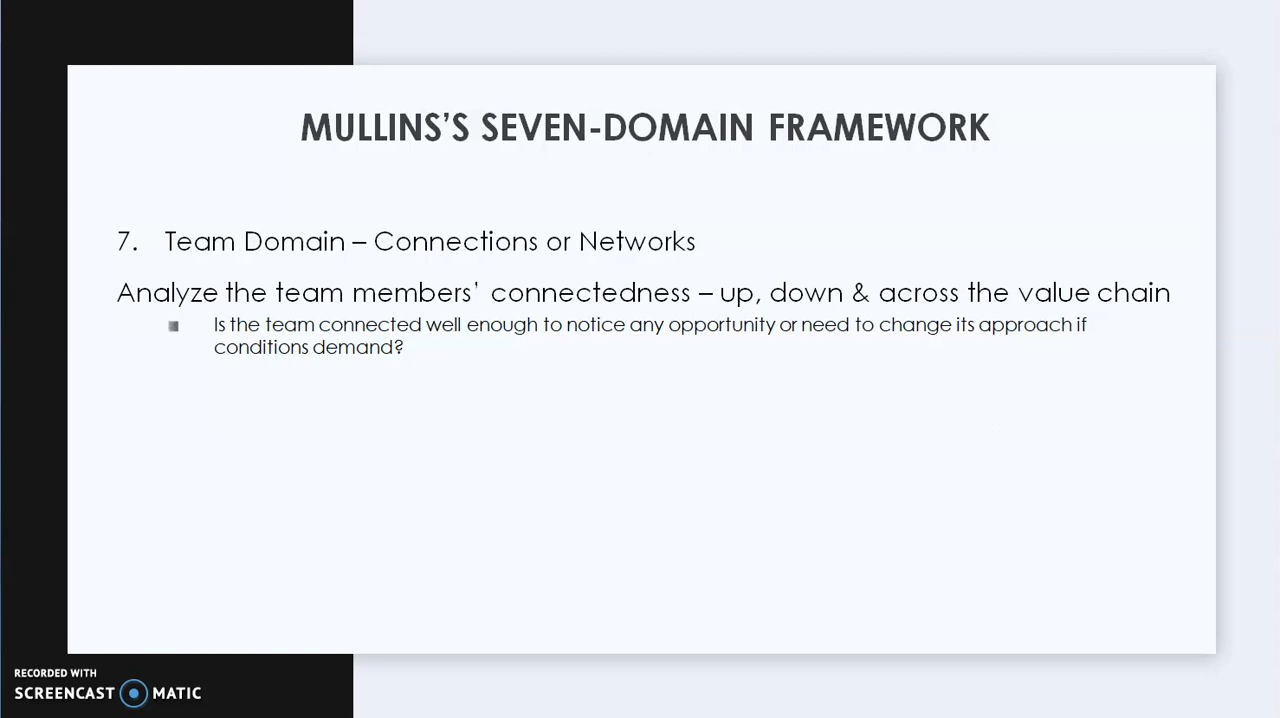 MULLINS’S SEVEN-DOMAIN FRAMEWORK
7. Team Domain – Connections or Networks
Analyze the team members’ connectedness – up, down & across the value chain
Is the team connected well enough to notice any opportunity or need to change its approach if
conditions demand?
RECORDED WITH
SCREENCAST MATIC